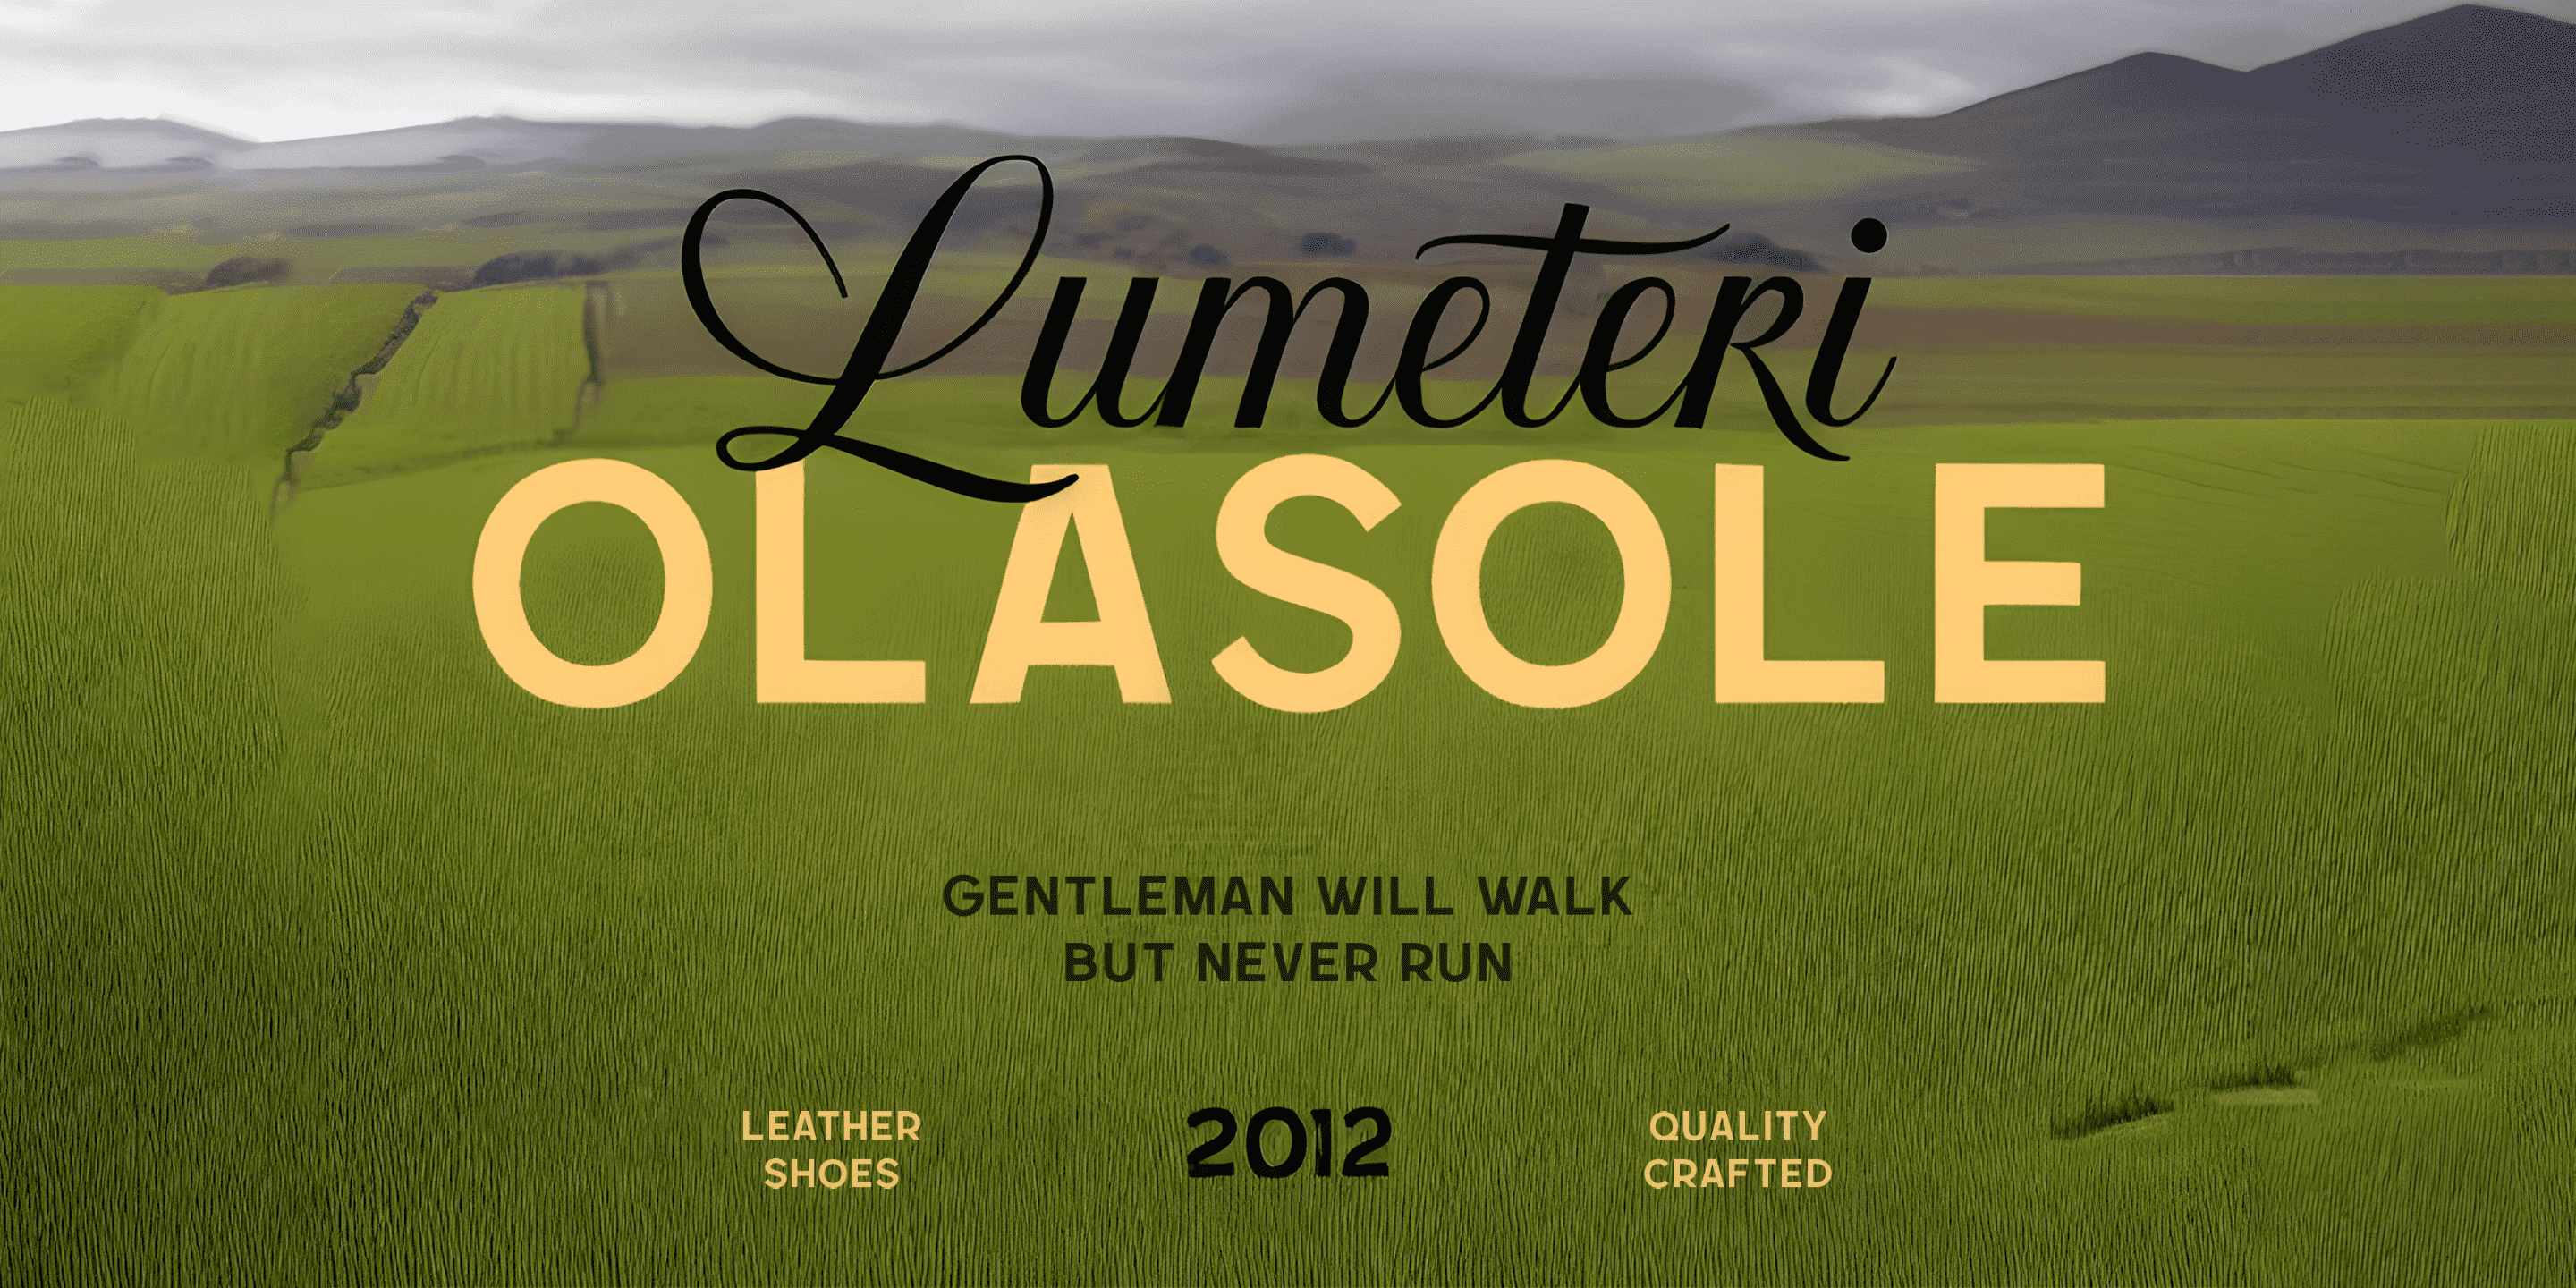 Lumeteri
OLASOLE
GENTLEMAN WILL WALK
BUT NEVER RUN
LEATHER
SHOES
2012
QUALITY
CRAFTED